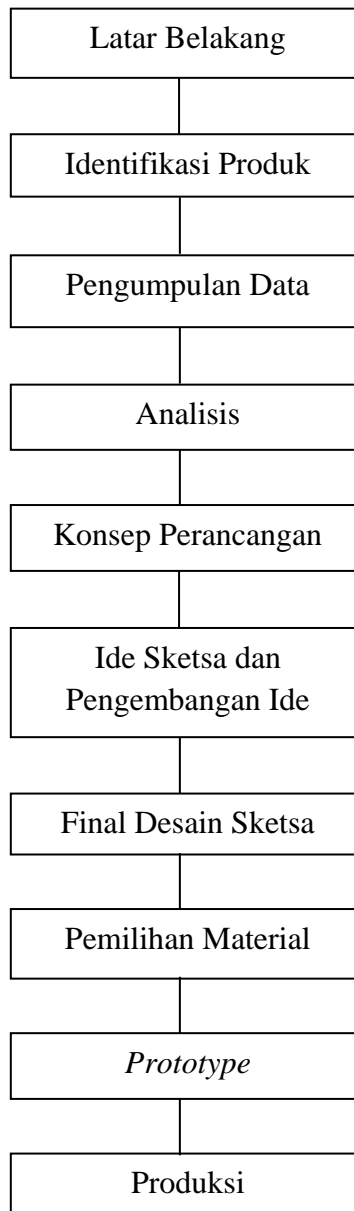 Latar Belakang
Identifikasi Produk
Pengumpulan Data
Analisis
Konsep Perancangan
Ide Sketsa dan
Pengembangan Ide
Final Desain Sketsa
Pemilihan Material
Prototype
Produksi